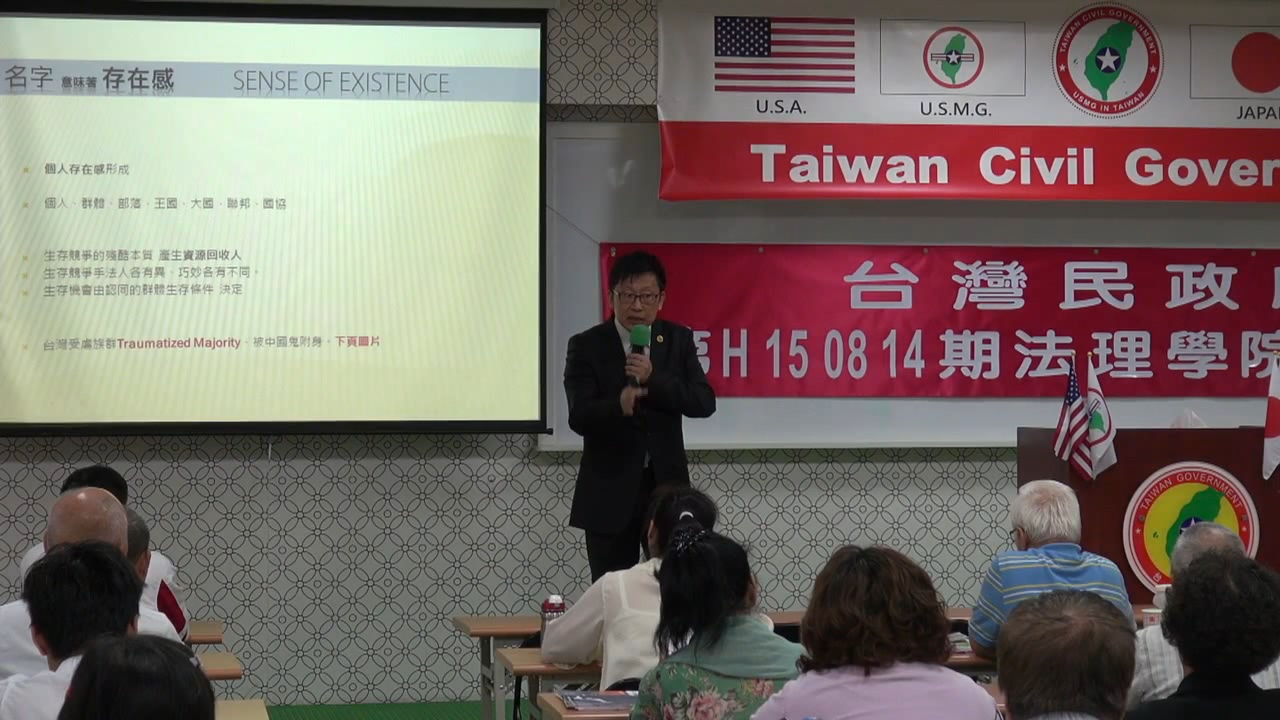 名字 意味著 存在感 SENSE OF EXISTENCE
個人存在感形成
個人、群體、部落、王國、大國、聯邦、國協
生存競爭的殘酷本質 產生資源回收人
生存競爭手法人各有異、巧妙各有不同。
生存機會由認同的群體生存條件 決定
台灣受虐族群Traumatized Majority、被中國鬼附身。下頁圖片
U.S.A.
U.S.M.G.
TAIWAN CIVIL GOVERNMENT
USMG IN TAIWAN
JAPA
Taiwan Civil Gover
台灣民政
H 15 08 14 期法理學院
TAIWAN GOVERNMENT